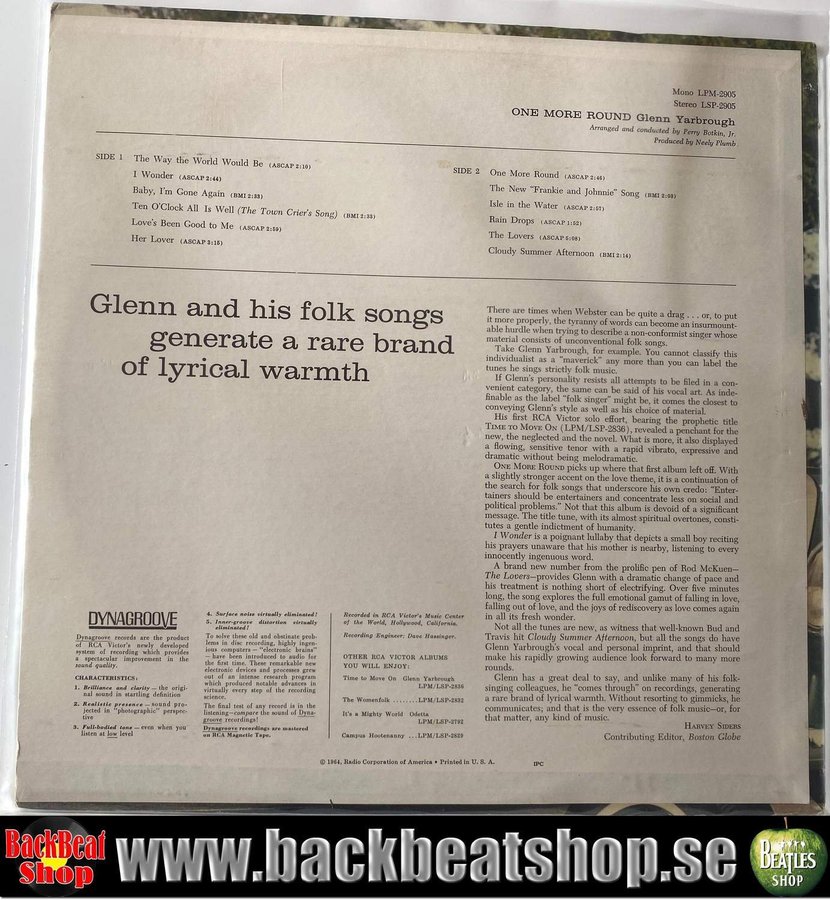 Mono LPM-2905
Stereo LSP-2905
ONE MORE ROUND Glenn Yarbrough
Arranged and conducted by Perry Botkin, Jr.
Produced by Neely Plumb
SIDE 1 The Way the World Would Be (ASCAP 2:10)
I Wonder (ASCAP 2:44)
Baby, I'm Gone Again (BMI 2:33)
Ten O'Clock All Is Well (The Town Crier's Song) (BMI 2:33)
Love's Been Good to Me (ASCAP 2:59)
Her Lover (ASCAP 3:15)
SIDE 2 One More Round (ASCAP 2:46)
The New "Frankie and Johnnie" Song (BMI 2:03)
Isle in the Water (ASCAP 2:57)
Rain Drops (ASCAP 1:52)
The Lovers (ASCAP 5:08)
Cloudy Summer Afternoon (BMI 2:14)
Glenn and his folk songs
generate a rare brand
of lyrical warmth
There are times when Webster can be quite a drag . . . or, to put
it more properly, the tyranny of words can become an insurmount-
able hurdle when trying to describe a non-conformist singer whose
material consists of unconventional folk songs.
Take Glenn Yarbrough, for example. You cannot classify this
individualist as a "maverick" any more than you can label the
tunes he sings strictly folk music.
If Glenn's personality resists all attempts to be filed in a con-
venient category, the same can be said of his vocal art. As inde-
finable as the label "folk singer" might be, it comes the closest to
conveying Glenn's style as well as his choice of material.
His first RCA Victor solo effort, bearing the prophetic title
TIME TO MOVE ON (LPM/LSP-2836), revealed a penchant for the
new, the neglected and the novel. What is more, it also displayed
a flowing, sensitive tenor with a rapid vibrato, expressive and
dramatic without being melodramatic.
ONE MORE ROUND picks up where that first album left off. With
a slightly stronger accent on the love theme, it is a continuation of
the search for folk songs that underscore his own credo: "Enter-
tainers should be entertainers and concentrate less on social and
political problems." Not that this album is devoid of a significant
message. The title tune, with its almost spiritual overtones, consti-
tutes a gentle indictment of humanity.
I Wonder is a poignant lullaby that depicts a small boy reciting
his prayers unaware that his mother is nearby, listening to every
innocently ingenuous word.
A brand new number from the prolific pen of Rod McKuen—
The Lovers—provides Glenn with a dramatic change of pace and
his treatment is nothing short of electrifying. Over five minutes
long, the song explores the full emotional gamut of falling in love,
falling out of love, and the joys of rediscovery as love comes again
in all its fresh wonder.
Not all the tunes are new, as witness that well-known Bud and
Travis hit Cloudy Summer Afternoon, but all the songs do have
Glenn Yarbrough's vocal and personal imprint, and that should
make his rapidly growing audience look forward to many more
rounds.
Glenn has a great deal to say, and unlike many of his folk-
singing colleagues, he "comes through" on recordings, generating
a rare brand of lyrical warmth. Without resorting to gimmicks, he
communicates; and that is the very essence of folk music—or, for
that matter, any kind of music.
HARVEY SIDERS
Contributing Editor, Boston Globe
DYNAGROOVE
Dynagroove records are the product
of RCA Victor's newly developed
system of recording which provides
a spectacular improvement in the
sound quality.
CHARACTERISTICS:
1. Brilliance and clarity — the origi-
nal sound in startling definition
2. Realistic presence — sound pro-
jected in "photographic" perspec-
tive
3. Full-bodied tone — even when you
listen at low level
4. Surface noise virtually eliminated!
5. Inner-groove distortion virtually
eliminated!
To solve these old and obstinate prob-
lems in disc recording, highly ingen-
ious computers — "electronic brains"
— have been introduced to audio for
the first time. These remarkable new
electronic devices and processes grew
out of an intense research program
which produced notable advances in
virtually every step of the recording
science.
The final test of any record is in the
listening—compare the sound of Dyna-
groove recordings!
Dynagroove recordings are mastered
on RCA Magnetic Tape.
Recorded in RCA Victor's Music Center
of the World, Hollywood, California.
Recording Engineer: Dave Hassinger.
OTHER RCA VICTOR ALBUMS
YOU WILL ENJOY:
Time to Move On Glenn Yarbrough
LPM/LSP-2836
The Womenfolk ........LPM/LSP-2832
It's a Mighty World Odetta
LPM/LSP-2792
Campus Hootenanny ...LPM/LSP-2829
© 1964, Radio Corporation of America • Printed in U. S. A. IPC
BackBeat
Shop
www.backbeatshop.se
BEATLES
SHOP